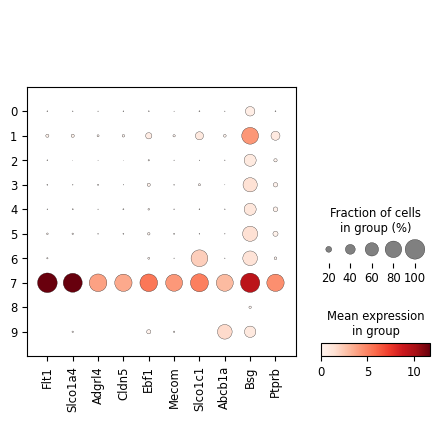 0
1
2
3
4
5
6
7
8
9
Flt1
Slco1a4
Adgrl4
Cldn5
Ebf1
Mecom
Slco1c1
Abcb1a
Bsg
Ptprb
Fraction of cells
in group (%)
20 40 60 80 100
Mean expression
in group
0 5 10